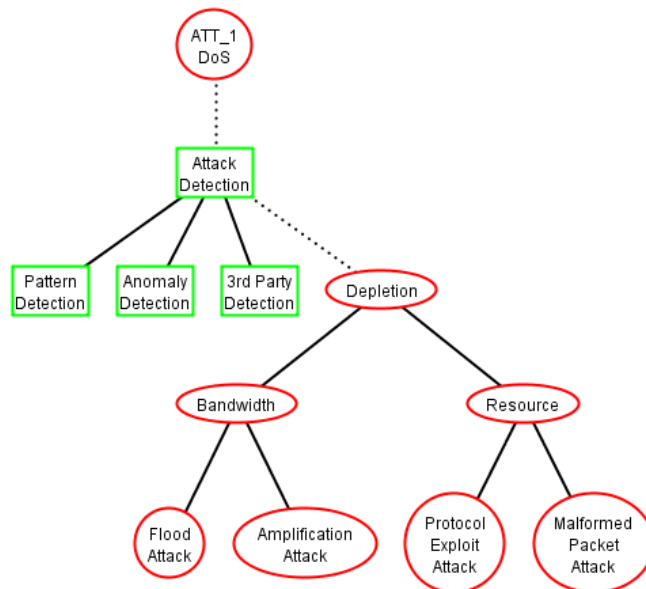 ATT_1
DoS
Attack
Detection
Pattern
Detection
Anomaly
Detection
3rd Party
Detection
Depletion
Bandwidth
Resource
Flood
Attack
Amplification
Attack
Protocol
Exploit
Attack
Malformed
Packet
Attack